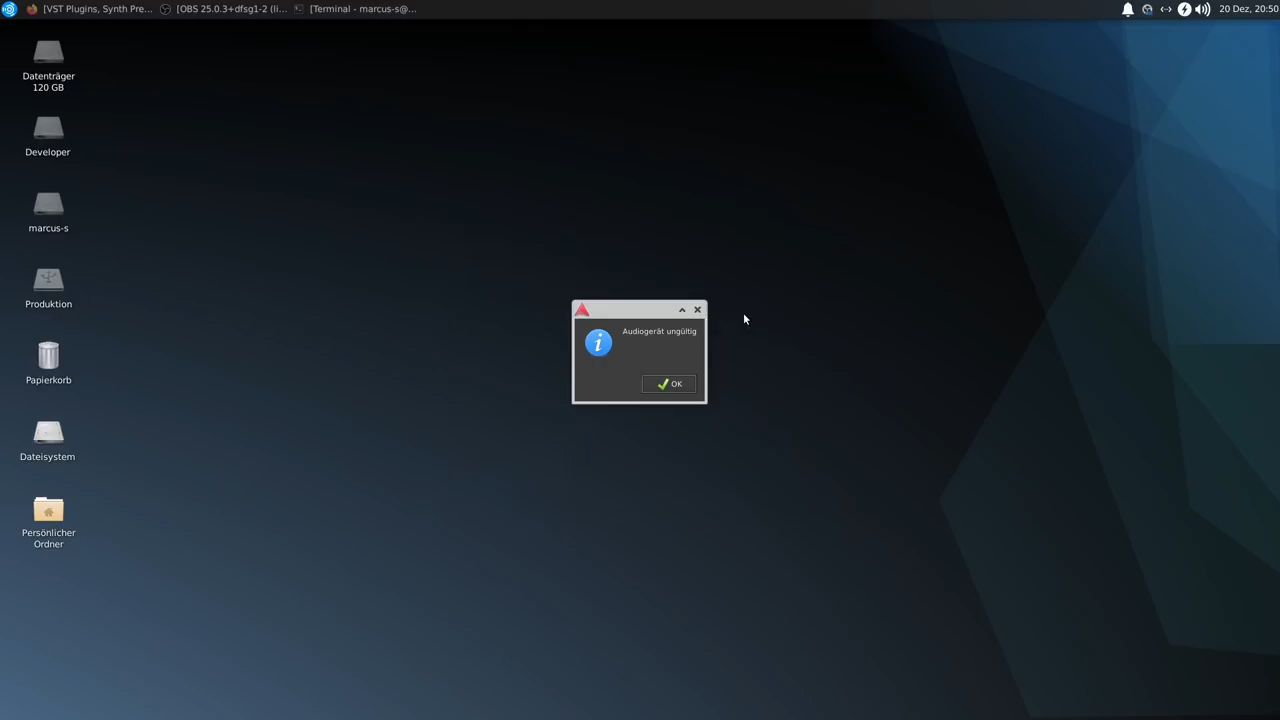 [VST Plugins, Synth Pre... [OBS 25.0.3+dfsg1-2 (li... [Terminal - marcus-s@... 20 Dez, 20:50
Datenträger
120 GB
Developer
marcus-s
Produktion
Papierkorb
Dateisystem
Persönlicher
Ordner
Audiogerät ungültig
OK